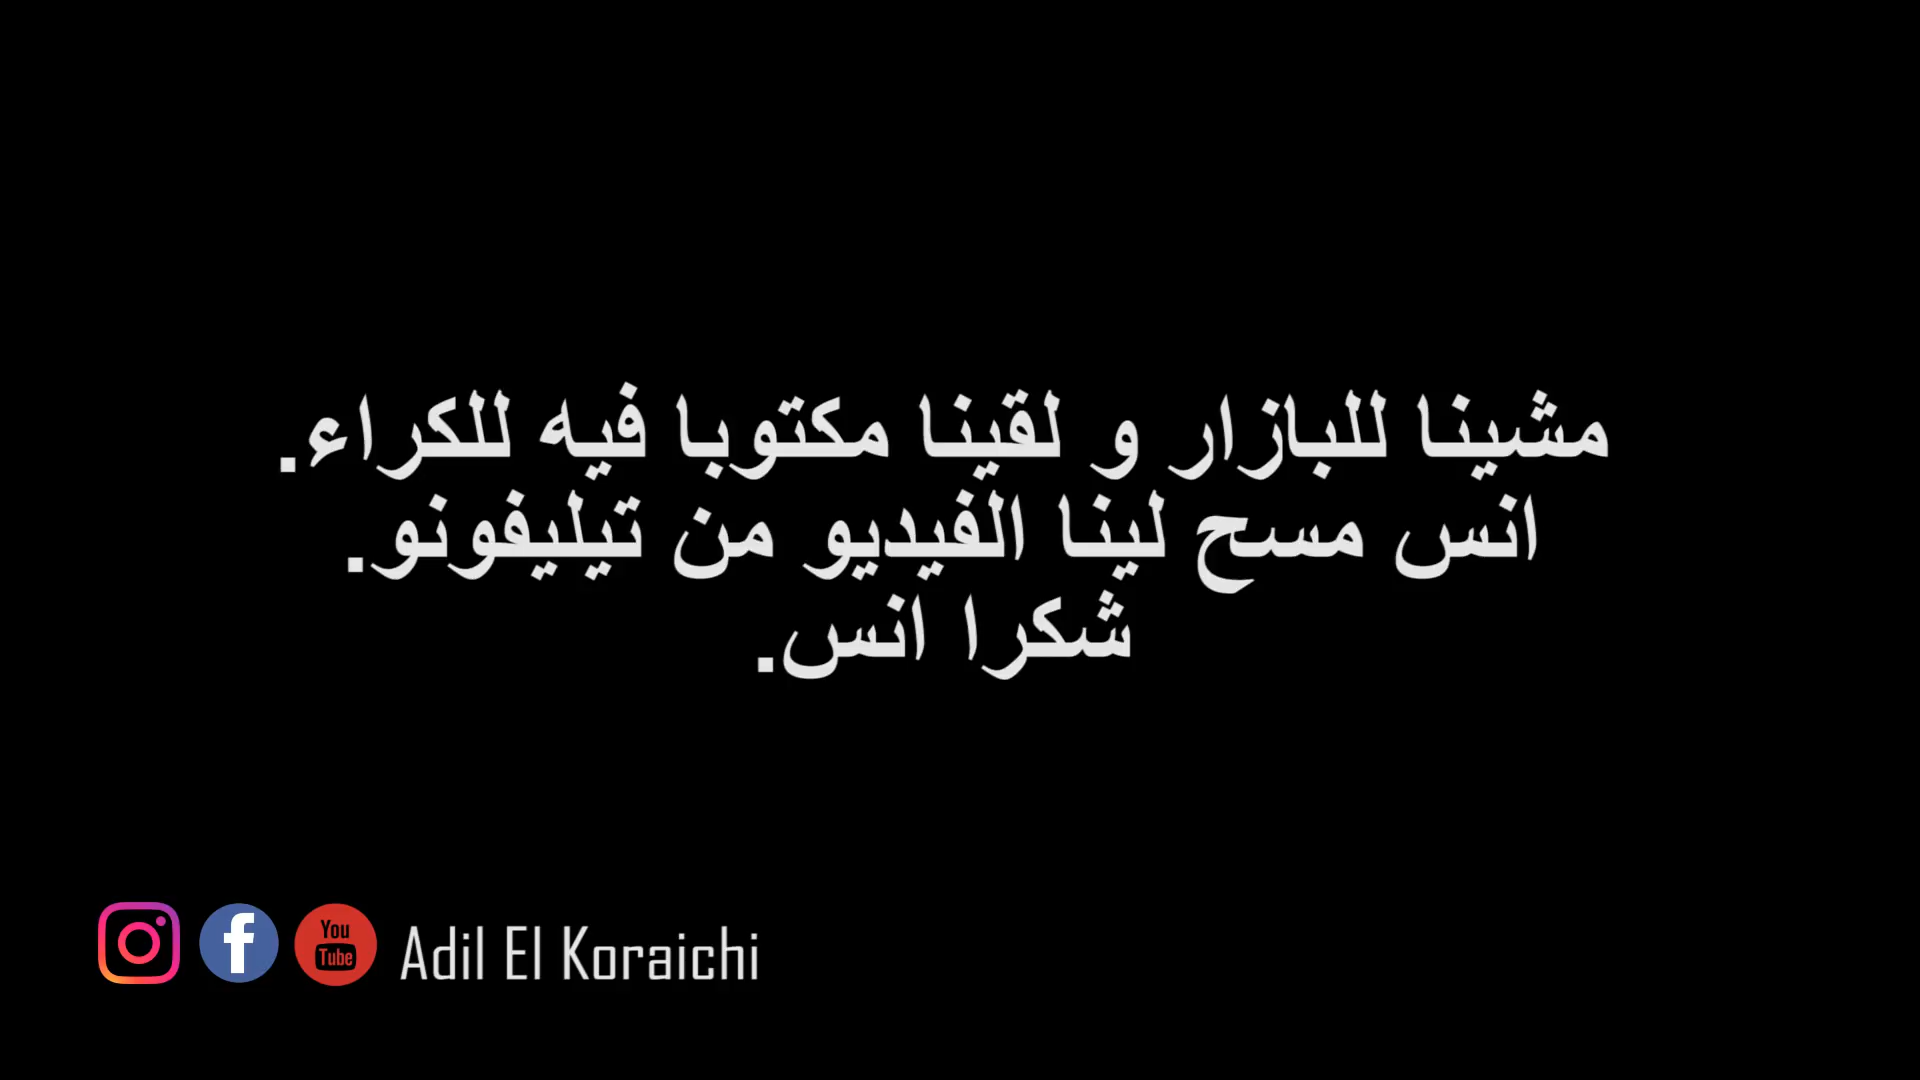 مشينا للبازار و لقينا مكتوبا فيه للكراء.
انس مسح لينا الفيديو من تيليفونو.
شكرا انس.
You
Tube
Adil El Koraichi